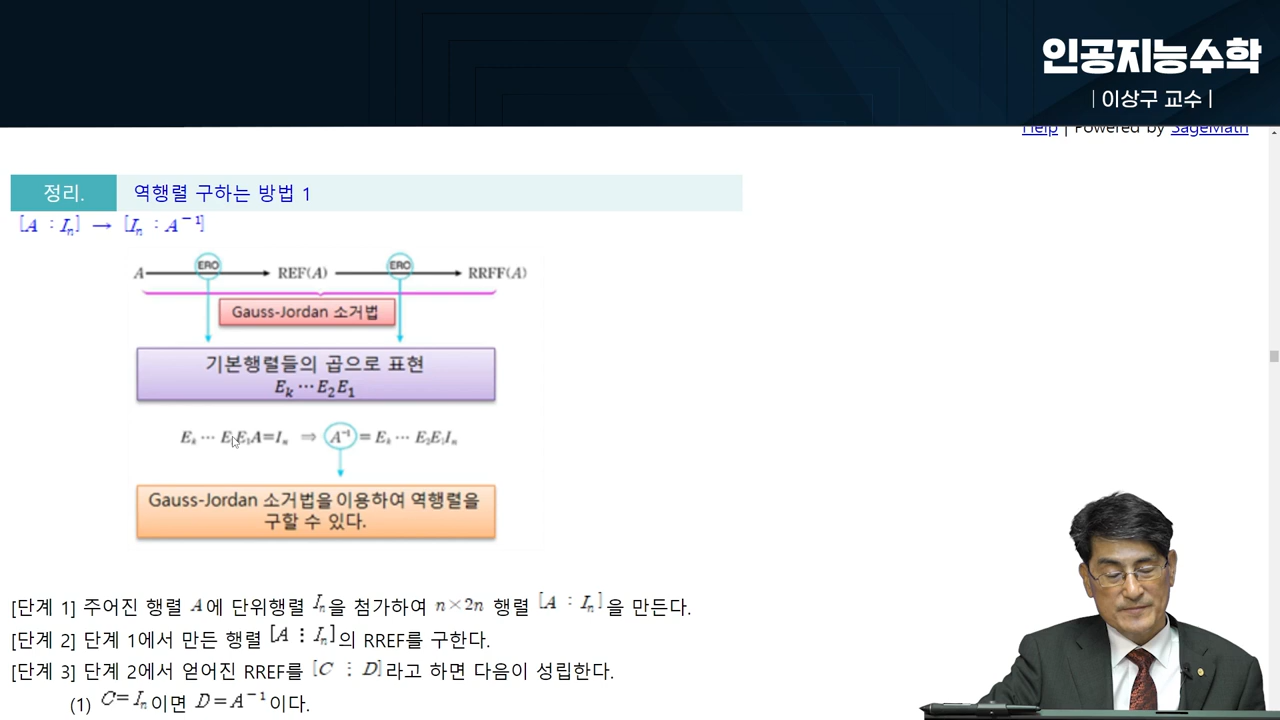 인공지능수학
| 이상구 교수 |
Help | Powered by SageMath
정리. 역행렬 구하는 방법 1
[A ⋮ Iₙ] → [Iₙ ⋮ A⁻¹]
A ERO REF(A) ERO RRFF(A)
Gauss-Jordan 소거법
기본행렬들의 곱으로 표현
Eₖ ⋯ E₂E₁
Eₖ ⋯ E₂E₁A=Iₙ ⇒ A⁻¹ = Eₖ ⋯ E₂E₁Iₙ
Gauss-Jordan 소거법을 이용하여 역행렬을
구할 수 있다.
[단계 1] 주어진 행렬 A에 단위행렬 Iₙ을 첨가하여 n×2n 행렬 [A ⋮ Iₙ]을 만든다.
[단계 2] 단계 1에서 만든 행렬 [A ⋮ Iₙ]의 RREF를 구한다.
[단계 3] 단계 2에서 얻어진 RREF를 [C ⋮ D]라고 하면 다음이 성립한다.
(1) C=Iₙ이면 D=A⁻¹이다.